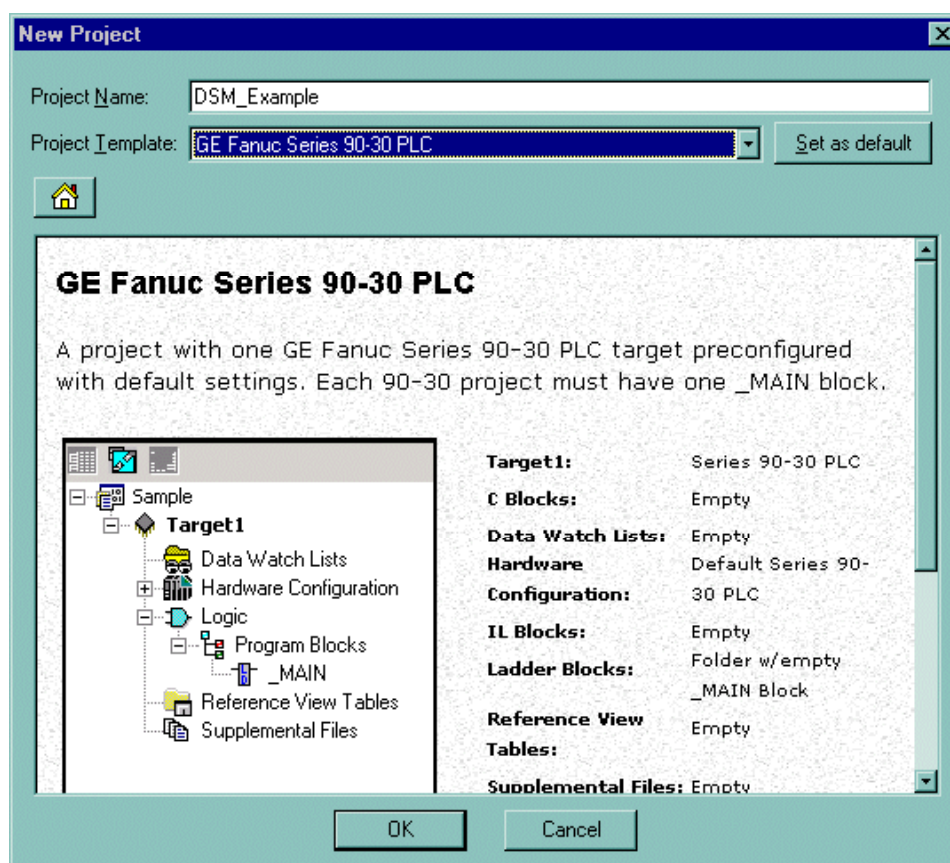 New Project
Project Name: DSM_Example
Project Template: GE Fanuc Series 90-30 PLC Set as default
GE Fanuc Series 90-30 PLC
A project with one GE Fanuc Series 90-30 PLC target preconfigured
with default settings. Each 90-30 project must have one _MAIN block.
Sample
Target1
Data Watch Lists
Hardware Configuration
Logic
Program Blocks
_MAIN
Reference View Tables
Supplemental Files
Target1: Series 90-30 PLC
C Blocks: Empty
Data Watch Lists: Empty
Hardware Default Series 90-
Configuration: 30 PLC
IL Blocks: Empty
Ladder Blocks: Folder w/empty
_MAIN Block
Reference View
Tables: Empty
Supplemental Files: Empty
OK Cancel